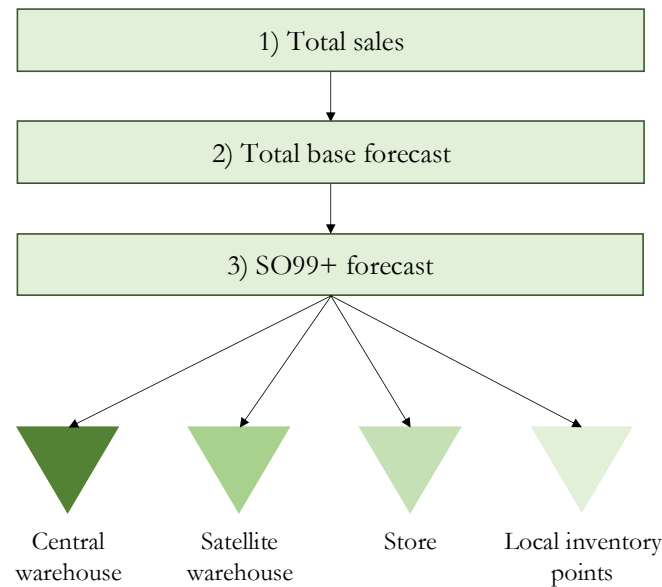 1) Total sales
2) Total base forecast
3) SO99+ forecast
Central
warehouse
Satellite
warehouse
Store
Local inventory
points